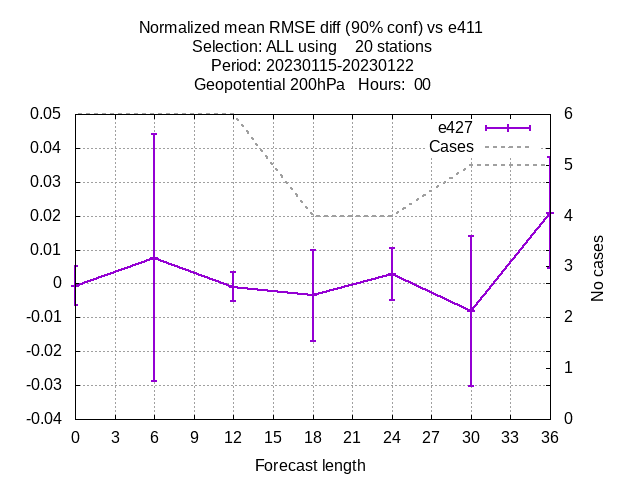 Normalized mean RMSE diff (90% conf) vs e411
Selection: ALL using    20 stations
Period: 20230115-20230122
Geopotential 200hPa   Hours:  00
0.05
0.04
0.03
0.02
0.01
0
-0.01
-0.02
-0.03
-0.04
e427
Cases
6
5
4
3
2
1
0
No cases
0 3 6 9 12 15 18 21 24 27 30 33 36
Forecast length